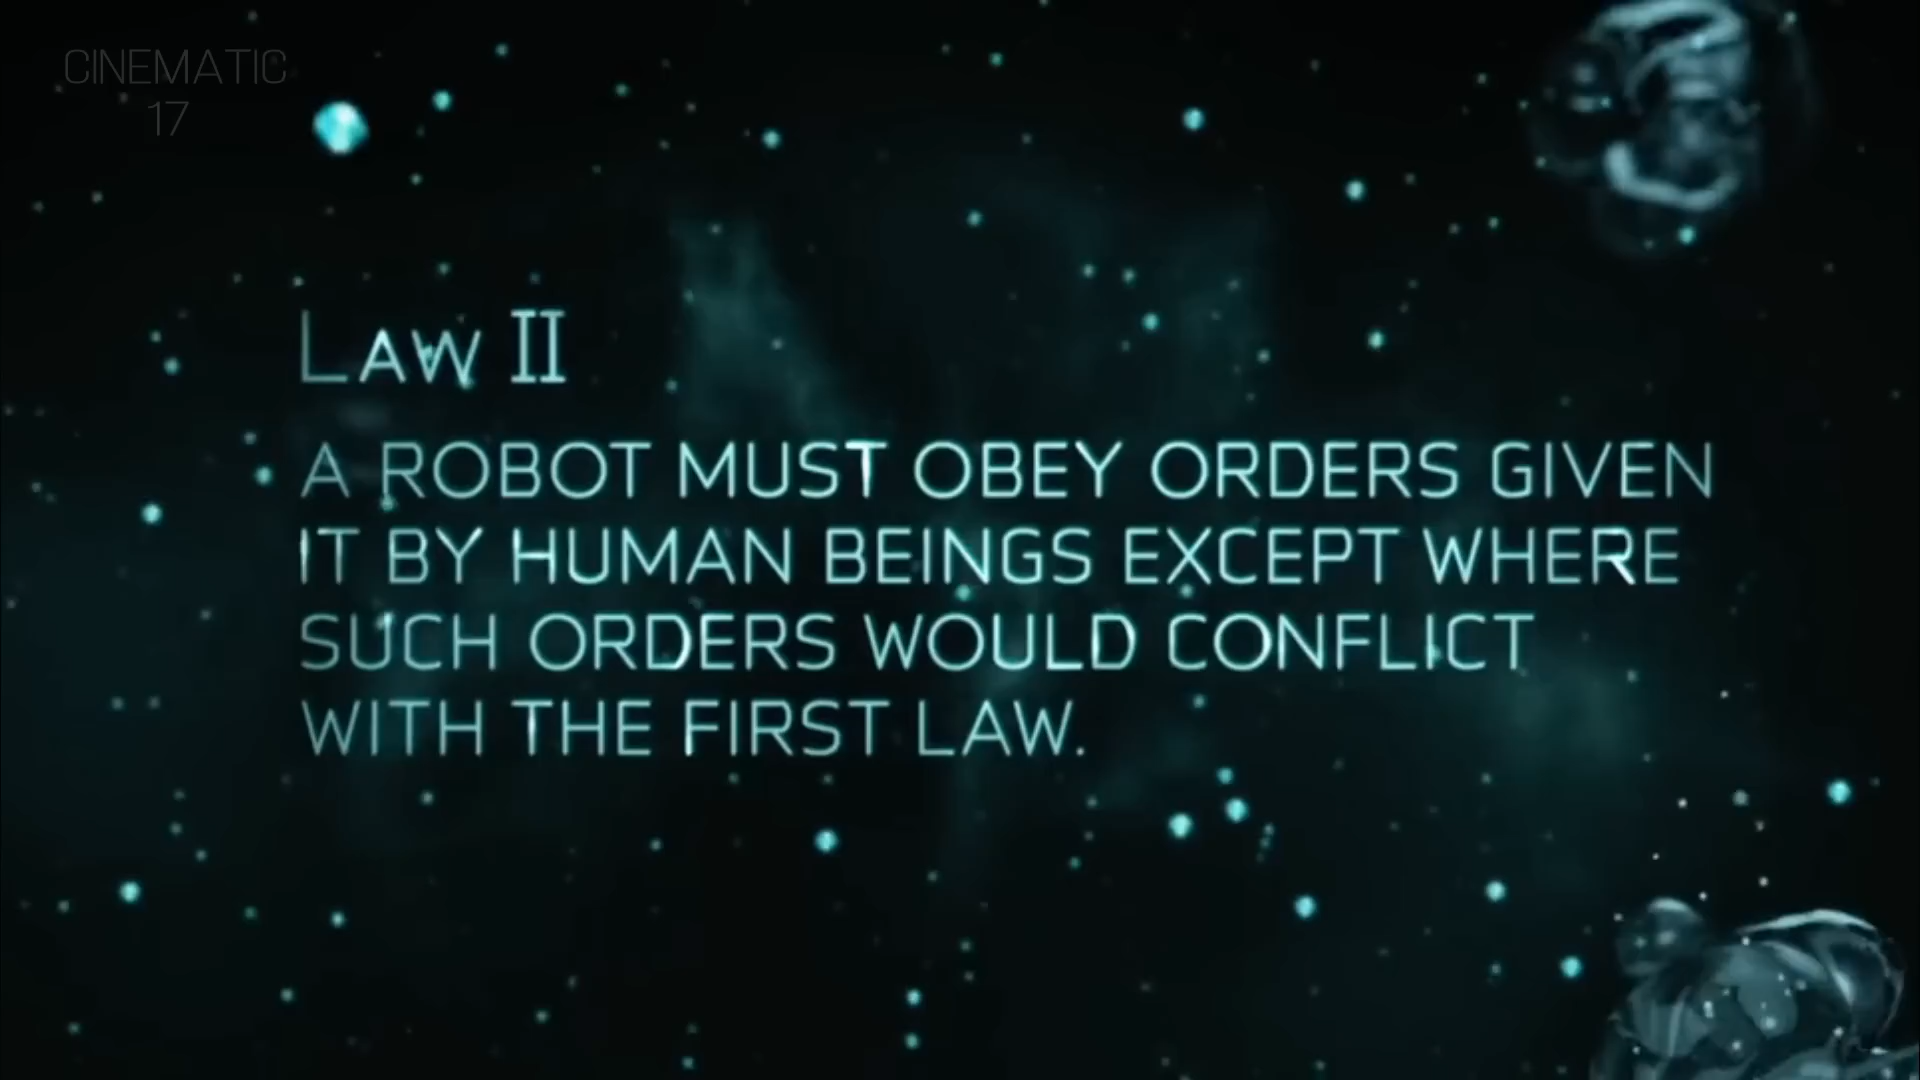 CINEMATIC
17
LAW II
A ROBOT MUST OBEY ORDERS GIVEN
IT BY HUMAN BEINGS EXCEPT WHERE
SUCH ORDERS WOULD CONFLICT
WITH THE FIRST LAW.